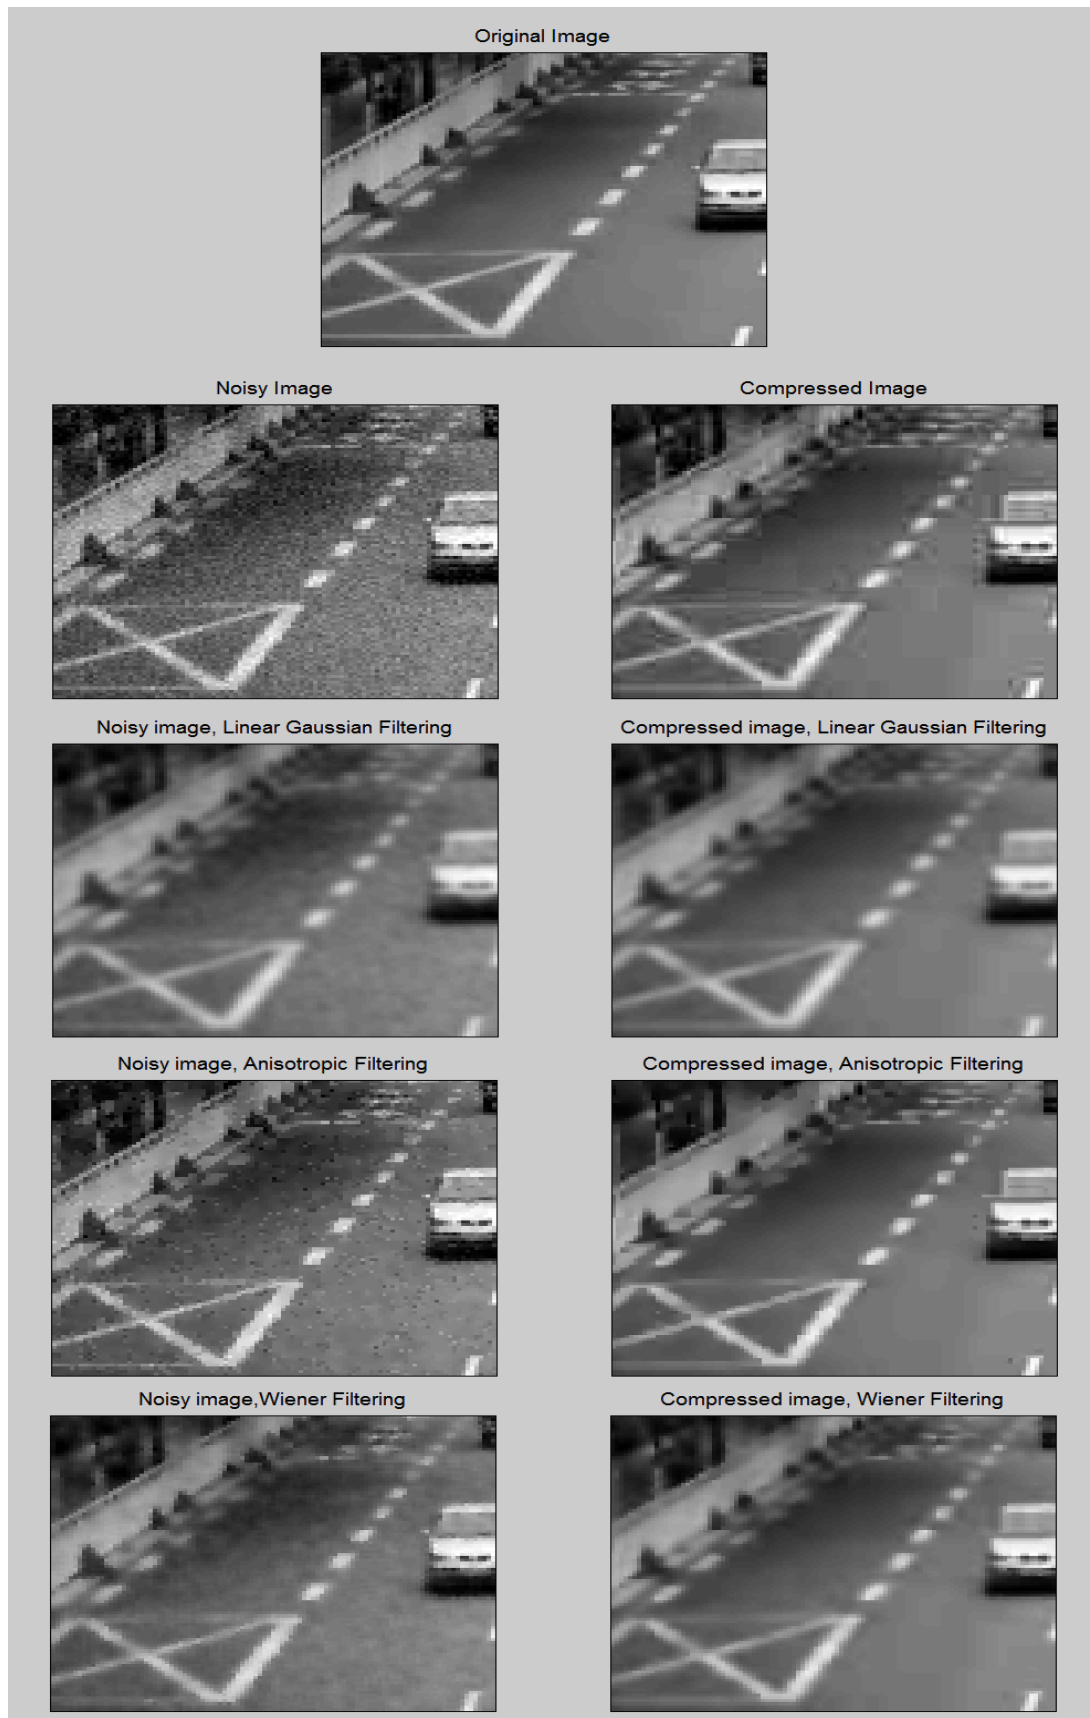 Original Image
Noisy Image
Compressed Image
Noisy image, Linear Gaussian Filtering
Compressed image, Linear Gaussian Filtering
Noisy image, Anisotropic Filtering
Compressed image, Anisotropic Filtering
Noisy image,Wiener Filtering
Compressed image, Wiener Filtering